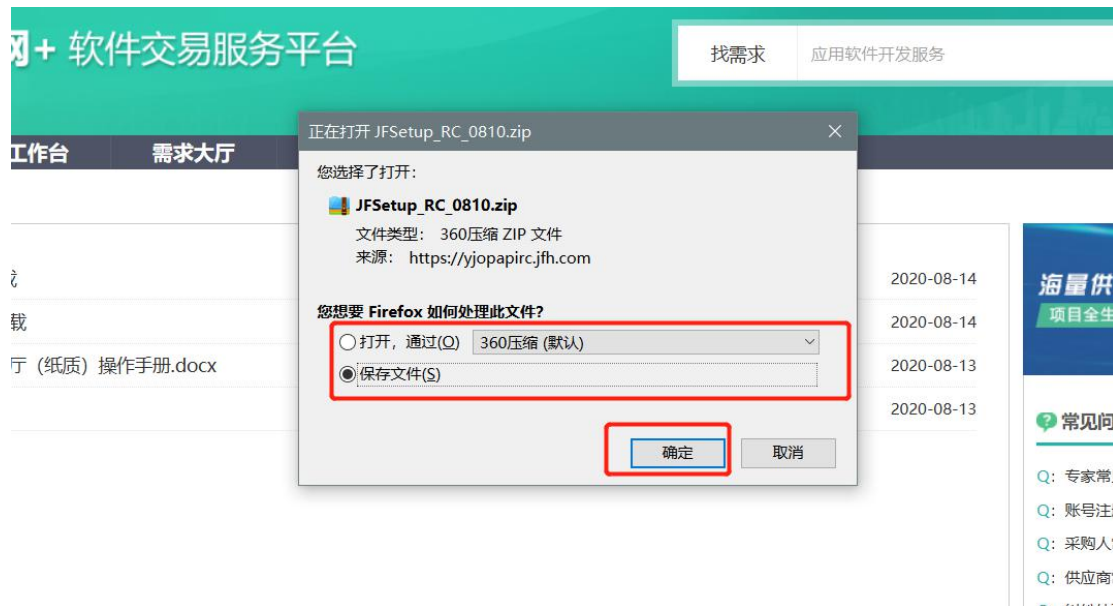 网+ 软件交易服务平台
找需求 应用软件开发服务
工作台 需求大厅
正在打开 JFSetup_RC_0810.zip
您选择了打开:
JFSetup_RC_0810.zip
文件类型: 360压缩 ZIP 文件
来源: https://yjopapirc.jfh.com
您想要 Firefox 如何处理此文件?
打开，通过(O) 360压缩 (默认)
保存文件(S)
确定 取消
2020-08-14
载 2020-08-14
厅（纸质）操作手册.docx 2020-08-13
2020-08-13
海量供
项目全生
常见问
Q: 专家常
Q: 账号注
Q: 采购人
Q: 供应商